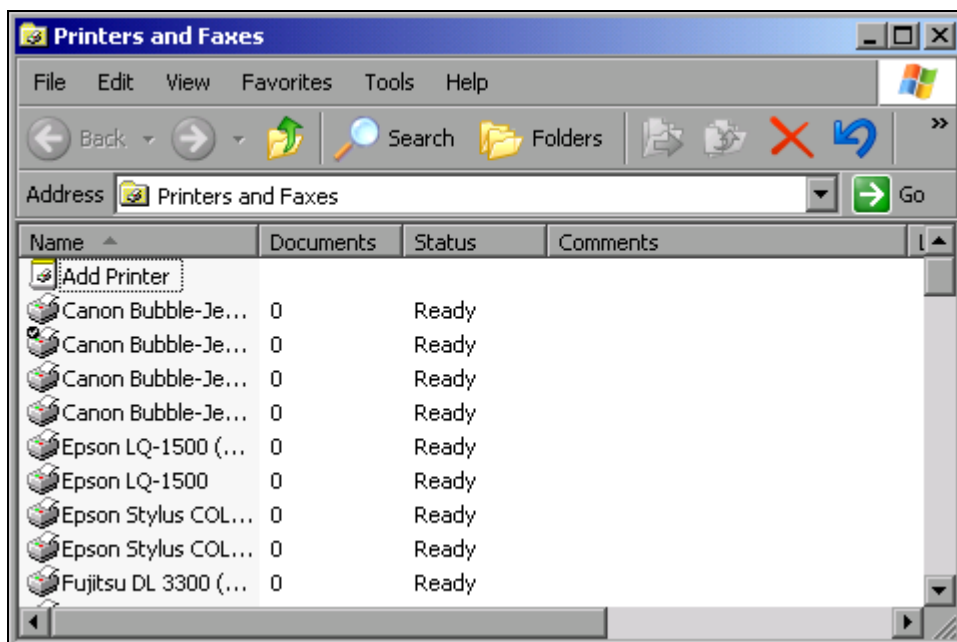 Printers and Faxes
File Edit View Favorites Tools Help
Back Search Folders »
Address Printers and Faxes Go
Name Documents Status Comments
Add Printer
Canon Bubble-Je... 0 Ready
Canon Bubble-Je... 0 Ready
Canon Bubble-Je... 0 Ready
Canon Bubble-Je... 0 Ready
Epson LQ-1500 (... 0 Ready
Epson LQ-1500 0 Ready
Epson Stylus COL... 0 Ready
Epson Stylus COL... 0 Ready
Fujitsu DL 3300 (... 0 Ready